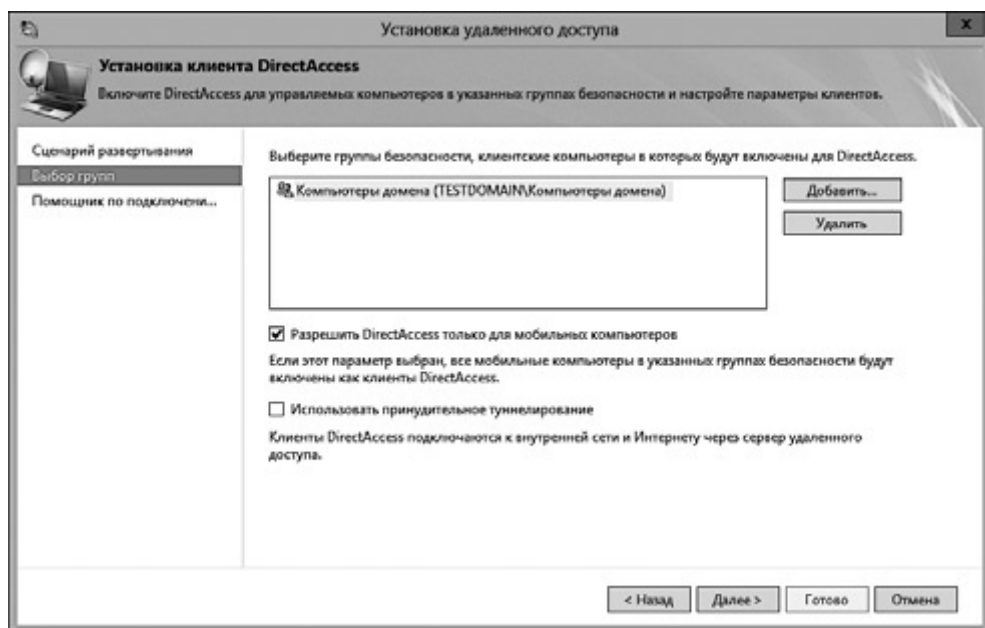 Установка удаленного доступа
x
Установка клиента DirectAccess
Включите DirectAccess для управляемых компьютеров в указанных группах безопасности и настройте параметры клиентов.
Сценарий развертывания
Выбор групп
Помощник по подключени...
Выберите группы безопасности, клиентские компьютеры в которых будут включены для DirectAccess.
Компьютеры домена (TESTDOMAIN\Компьютеры домена)
Добавить...
Удалить
Разрешить DirectAccess только для мобильных компьютеров
Если этот параметр выбран, все мобильные компьютеры в указанных группах безопасности будут
включены как клиенты DirectAccess.
Использовать принудительное туннелирование
Клиенты DirectAccess подключаются к внутренней сети и Интернету через сервер удаленного
доступа.
< Назад
Далее >
Готово
Отмена